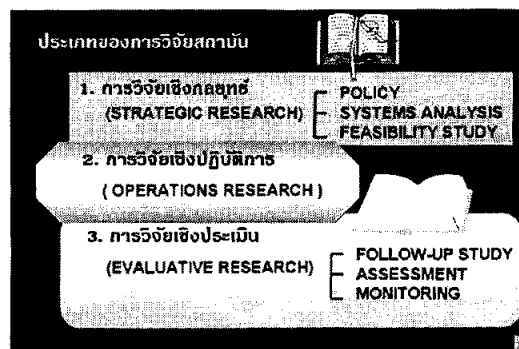 ประเภทของการวิจัยสถาบัน
1. การวิจัยเชิงกลยุทธ์
(STRATEGIC RESEARCH)
POLICY
SYSTEMS ANALYSIS
FEASIBILITY STUDY
2. การวิจัยเชิงปฏิบัติการ
( OPERATIONS RESEARCH )
3. การวิจัยเชิงประเมิน
(EVALUATIVE RESEARCH)
FOLLOW-UP STUDY
ASSESSMENT
MONITORING